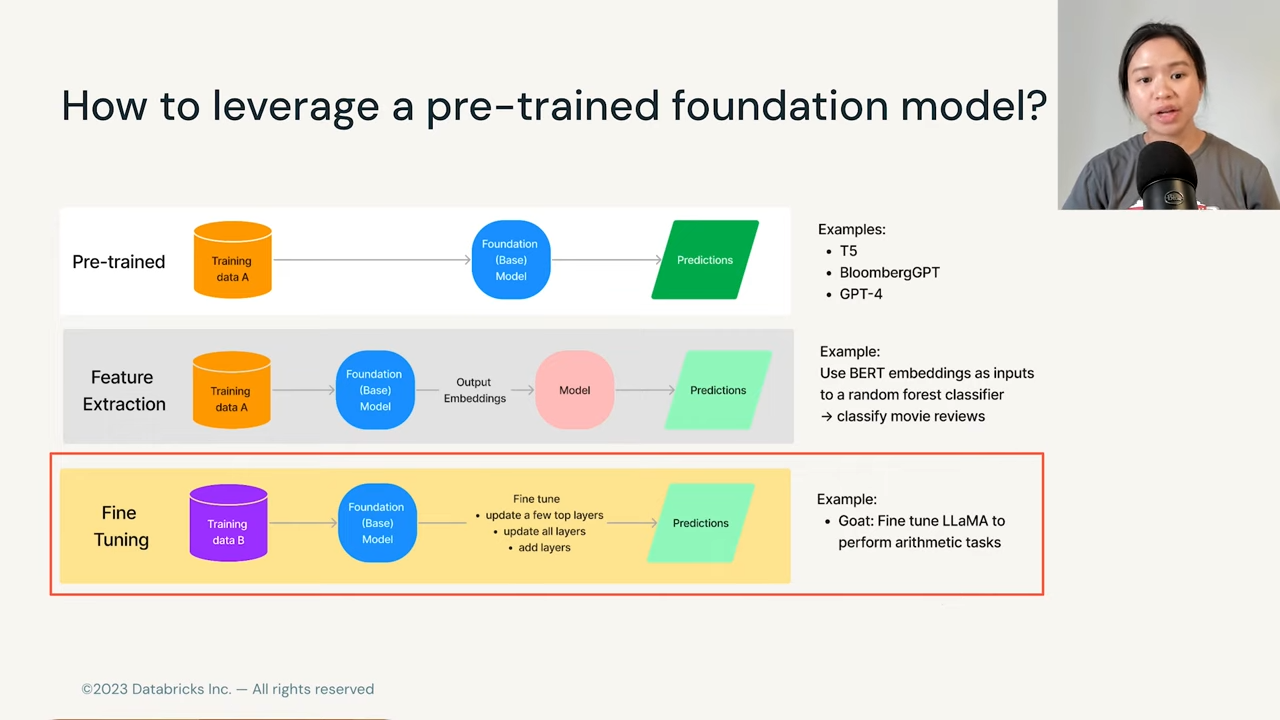 How to leverage a pre-trained foundation model?
Pre-trained
Training
data A
Foundation
(Base)
Model
Predictions
Examples:
• T5
• BloombergGPT
• GPT-4
Feature
Extraction
Training
data A
Foundation
(Base)
Model
Output
Embeddings
Model
Predictions
Example:
Use BERT embeddings as inputs
to a random forest classifier
→ classify movie reviews
Fine
Tuning
Training
data B
Foundation
(Base)
Model
Fine tune
• update a few top layers
• update all layers
• add layers
Predictions
Example:
• Goat: Fine tune LLaMA to
perform arithmetic tasks
©2023 Databricks Inc. — All rights reserved